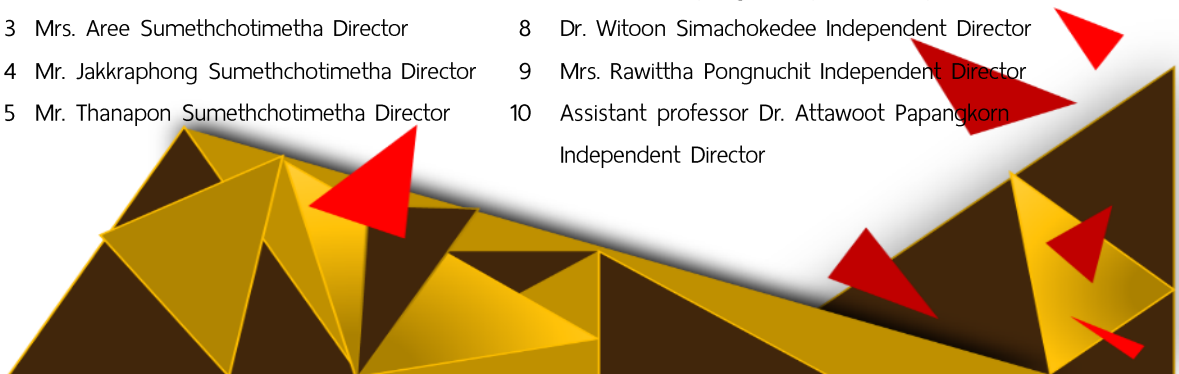 3 Mrs. Aree Sumethchotimetha Director
4 Mr. Jakkraphong Sumethchotimetha Director
5 Mr. Thanapon Sumethchotimetha Director
8 Dr. Witoon Simachokedee Independent Director
9 Mrs. Rawittha Pongnuchit Independent Director
10 Assistant professor Dr. Attawoot Papangkorn
Independent Director